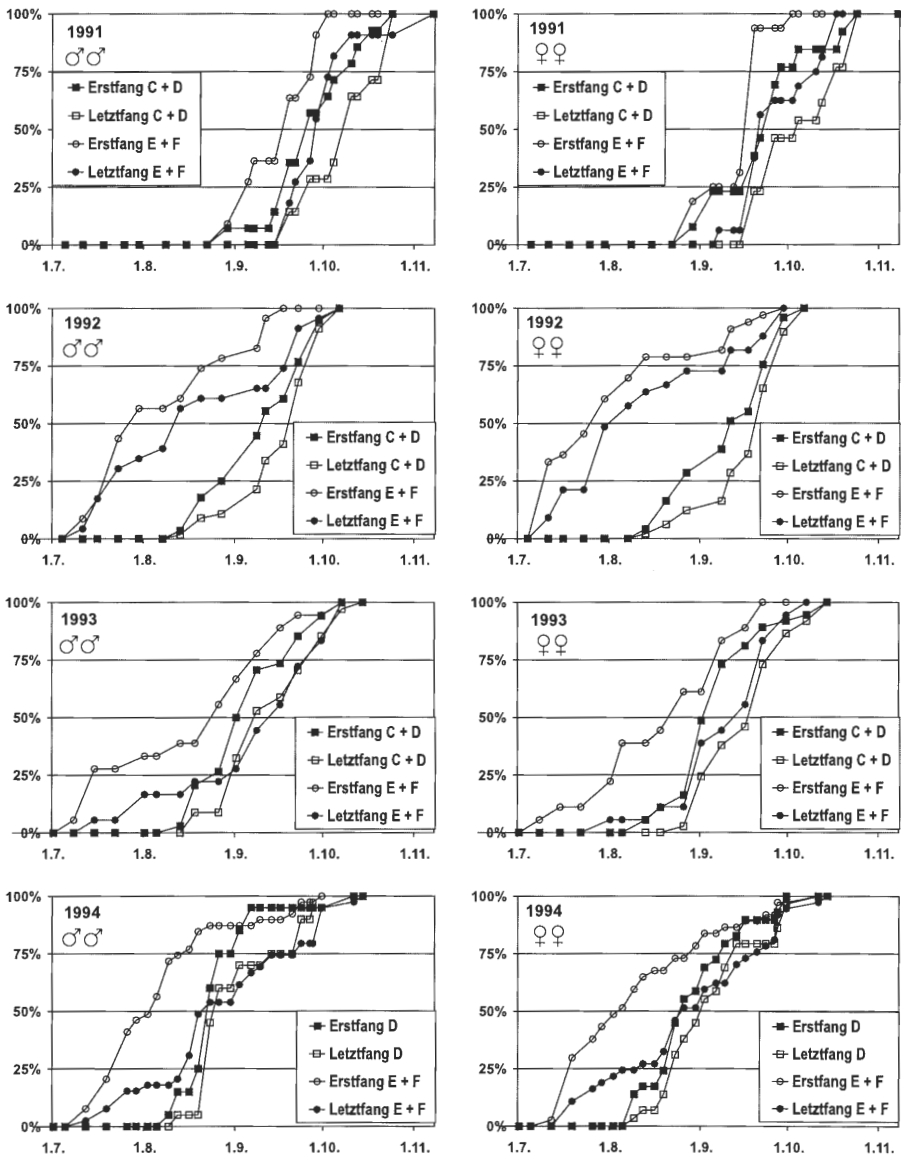 100%
75%
50%
25%
0%
1991
♂♂
Erstfang C + D
Letztfang C + D
Erstfang E + F
Letztfang E + F
1.7. 1.8. 1.9. 1.10. 1.11.
100%
75%
50%
25%
0%
1991
♀♀
Erstfang C + D
Letztfang C + D
Erstfang E + F
Letztfang E + F
1.7. 1.8. 1.9. 1.10. 1.11.
100%
75%
50%
25%
0%
1992
♂♂
Erstfang C + D
Letztfang C + D
Erstfang E + F
Letztfang E + F
1.7. 1.8. 1.9. 1.10. 1.11.
100%
75%
50%
25%
0%
1992
♀♀
Erstfang C + D
Letztfang C + D
Erstfang E + F
Letztfang E + F
1.7. 1.8. 1.9. 1.10. 1.11.
100%
75%
50%
25%
0%
1993
♂♂
Erstfang C + D
Letztfang C + D
Erstfang E + F
Letztfang E + F
1.7. 1.8. 1.9. 1.10. 1.11.
100%
75%
50%
25%
0%
1993
♀♀
Erstfang C + D
Letztfang C + D
Erstfang E + F
Letztfang E + F
1.7. 1.8. 1.9. 1.10. 1.11.
100%
75%
50%
25%
0%
1994
♂♂
Erstfang D
Letztfang D
Erstfang E + F
Letztfang E + F
1.7. 1.8. 1.9. 1.10. 1.11.
100%
75%
50%
25%
0%
1994
♀♀
Erstfang D
Letztfang D
Erstfang E + F
Letztfang E + F
1.7. 1.8. 1.9. 1.10. 1.11.